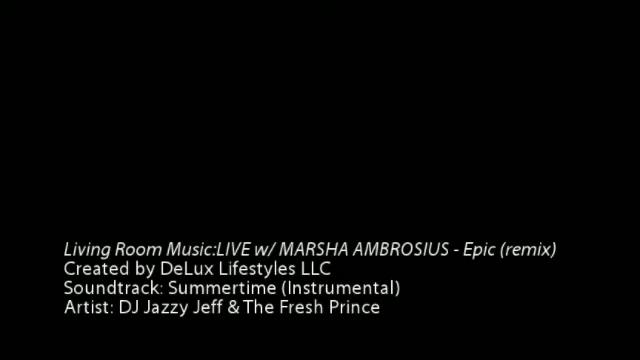 Living Room Music:LIVE w/ MARSHA AMBROSIUS - Epic (remix)
Created by DeLux Lifestyles LLC
Soundtrack: Summertime (Instrumental)
Artist: DJ Jazzy Jeff & The Fresh Prince